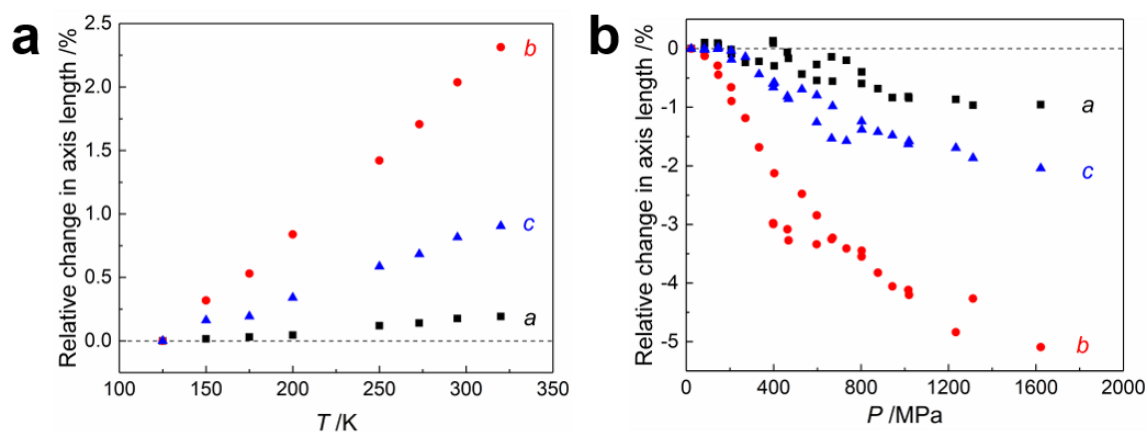 a
Relative change in axis length /%
2.5
2.0
1.5
1.0
0.5
0.0
100 150 200 250 300 350
T /K
b
c
a
b
Relative change in axis length /%
0
-1
-2
-3
-4
-5
0 400 800 1200 1600 2000
P /MPa
a
c
b